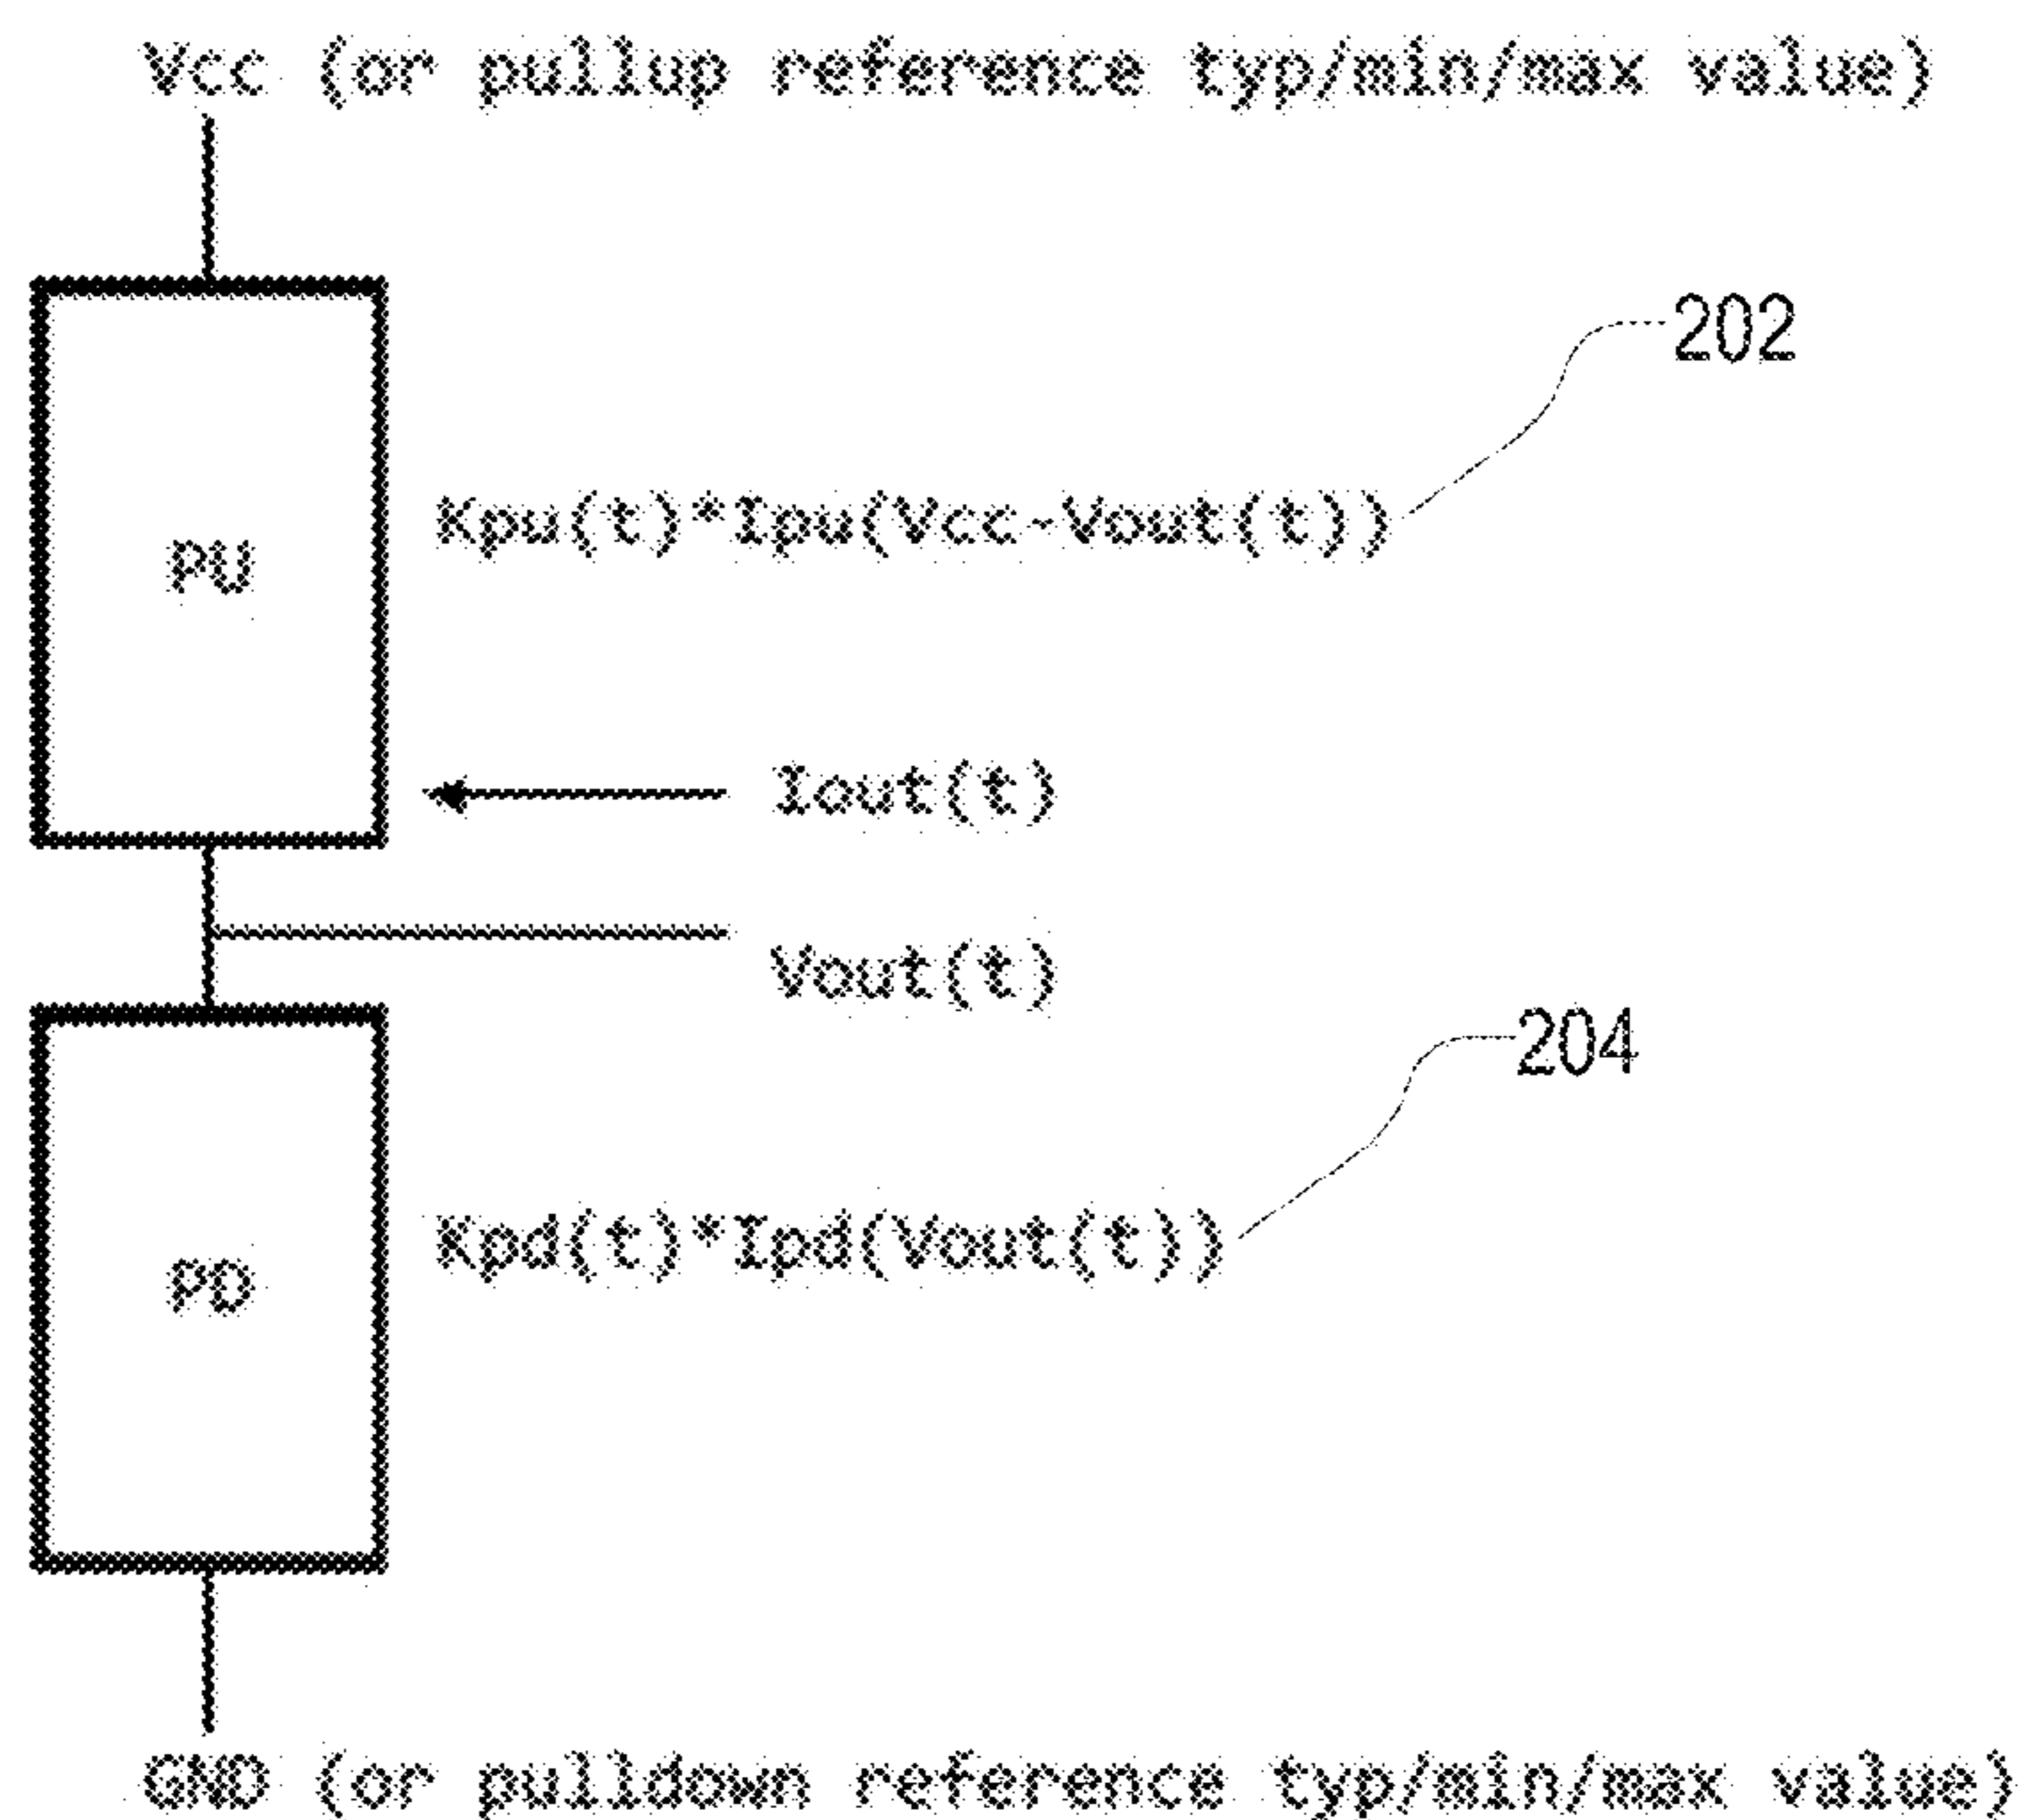 Vcc (or pullup reference typ/min/max value)
202
Kpu(t)*Ipu(Vcc-Vout(t))
PU
Iout(t)
Vout(t)
204
Kpd(t)*Ipd(Vout(t))
PD
GND (or pulldown reference typ/min/max value)